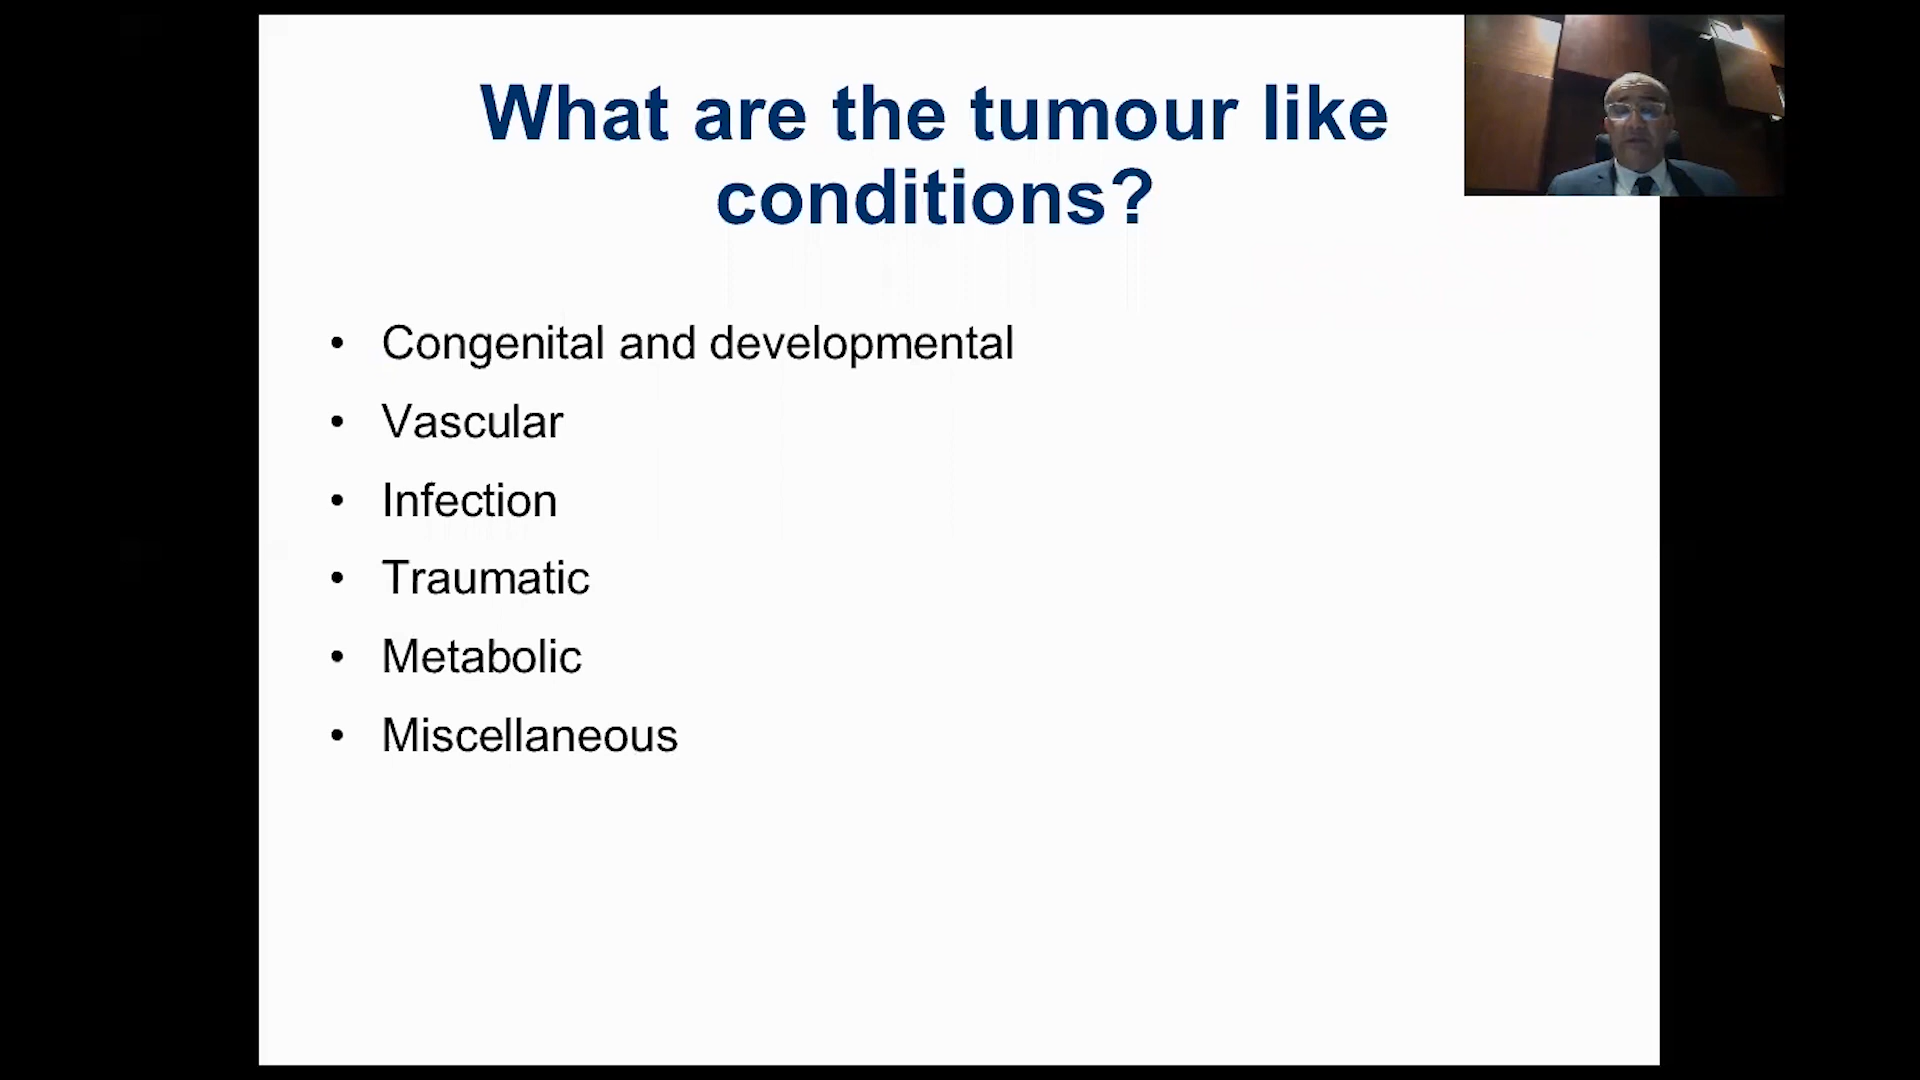 What are the tumour like
conditions?
• Congenital and developmental
• Vascular
• Infection
• Traumatic
• Metabolic
• Miscellaneous